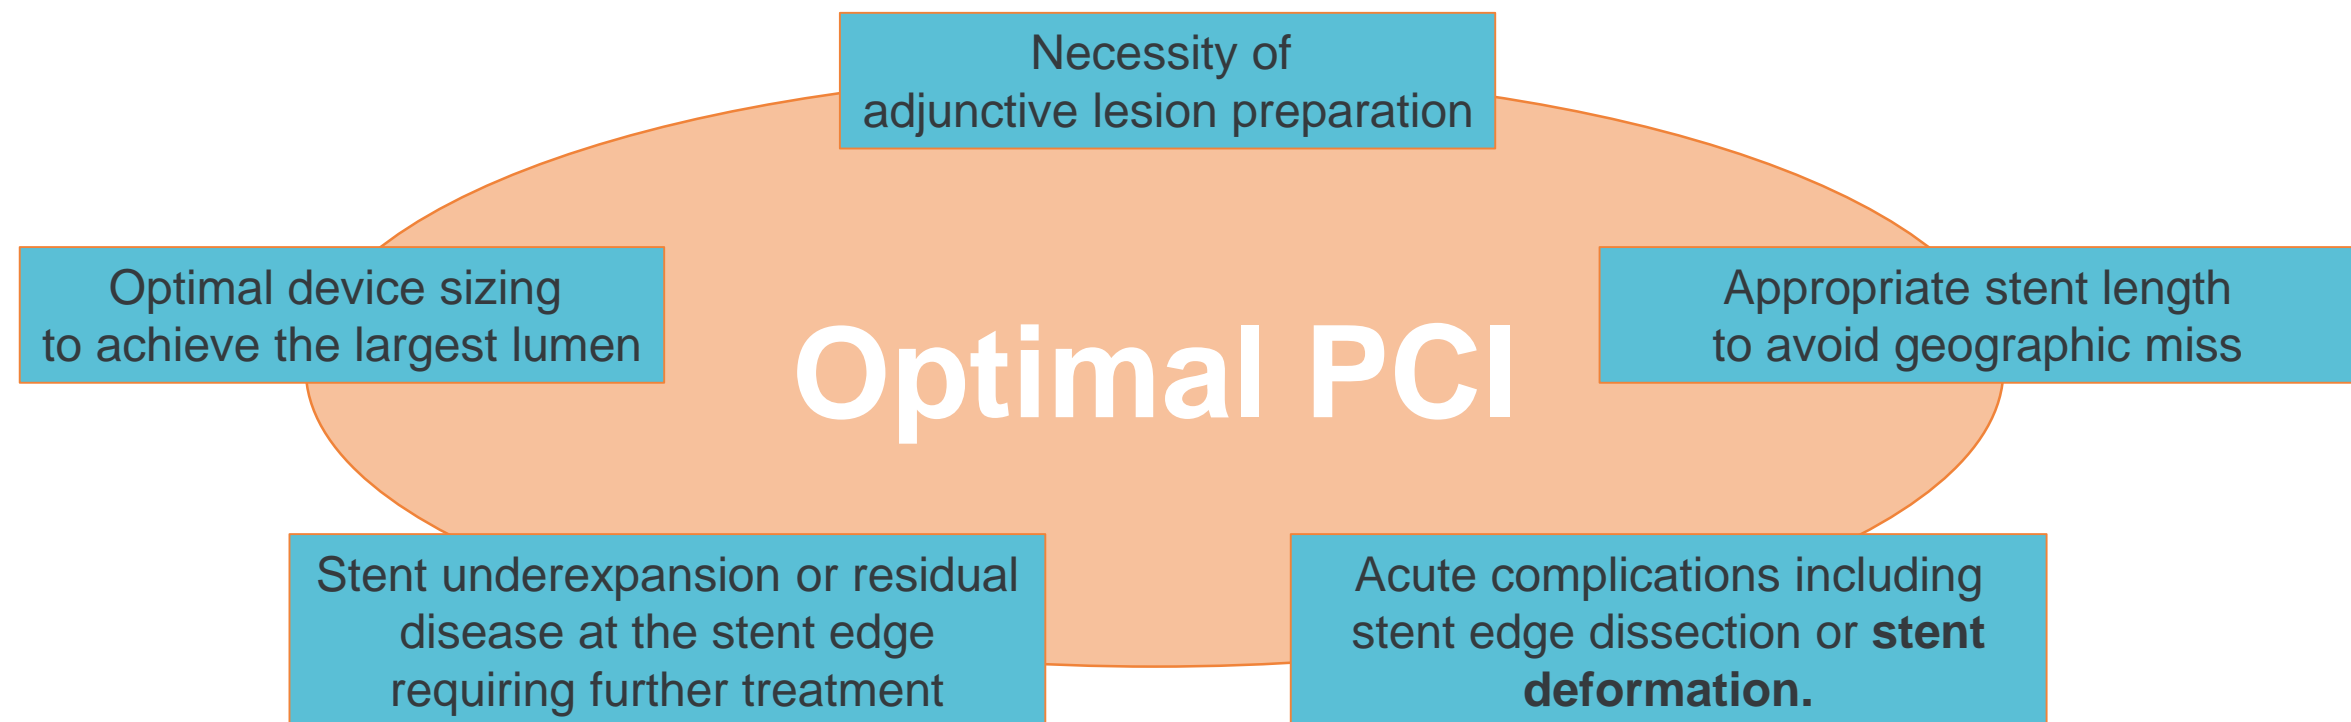 Necessity of
adjunctive lesion preparation
Optimal device sizing
to achieve the largest lumen
Appropriate stent length
to avoid geographic miss
Optimal PCI
Stent underexpansion or residual
disease at the stent edge
requiring further treatment
Acute complications including
stent edge dissection or stent
deformation.